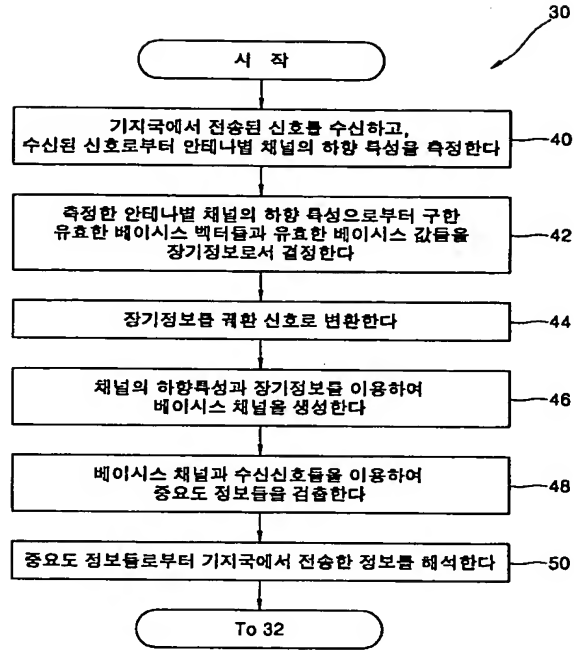 30
시 작
기지국에서 전송된 신호를 수신하고,
수신된 신호로부터 안테나별 채널의 하향 특성을 측정한다
40
측정한 안테나별 채널의 하향 특성으로부터 구한
유효한 베이시스 벡터들과 유효한 베이시스 값들을
장기정보로서 결정한다
42
장기정보를 궤환 신호로 변환한다
44
채널의 하향특성과 장기정보를 이용하여
베이시스 채널을 생성한다
46
베이시스 채널과 수신신호들을 이용하여
중요도 정보들을 검출한다
48
중요도 정보들로부터 기지국에서 전송한 정보를 해석한다
50
To 32